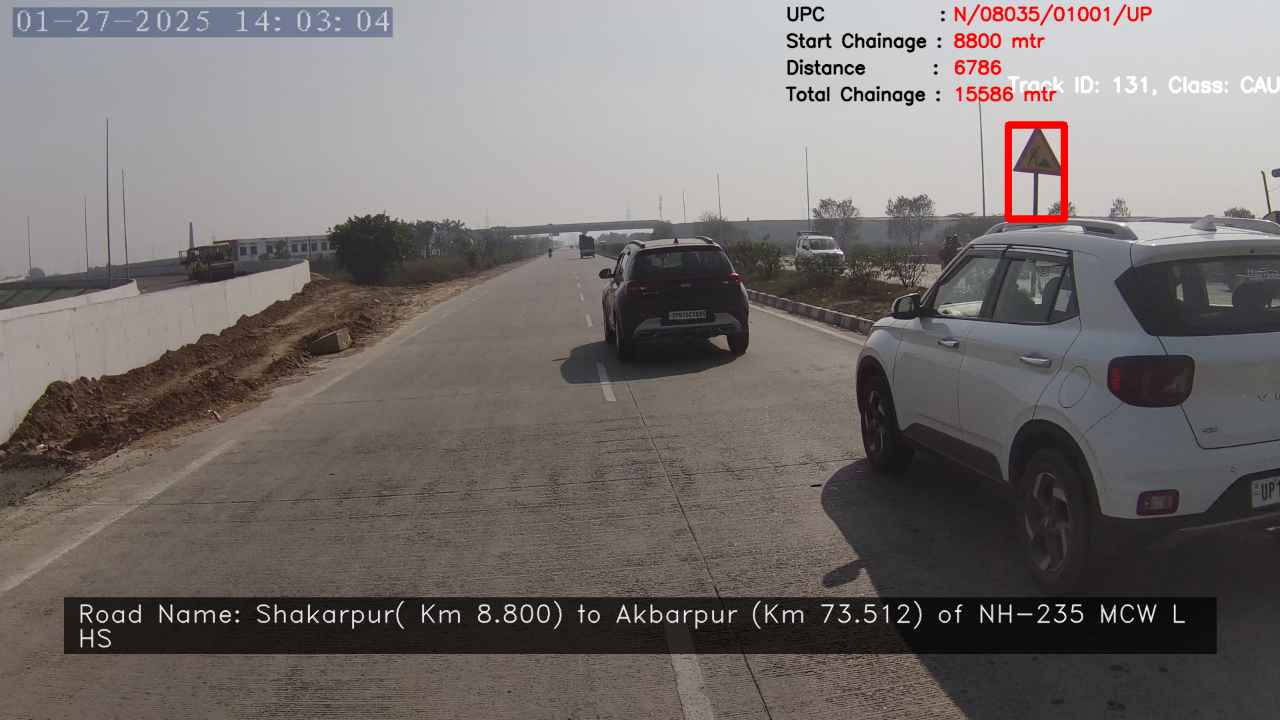 01-27-2025 14:03:04
UPC : N/08035/01001/UP
Start Chainage : 8800 mtr
Distance : 6786
Track ID: 131, Class: CAU
Total Chainage : 15586 mtr
Road Name: Shakarpur( Km 8.800) to Akbarpur (Km 73.512) of NH-235 MCW L
HS